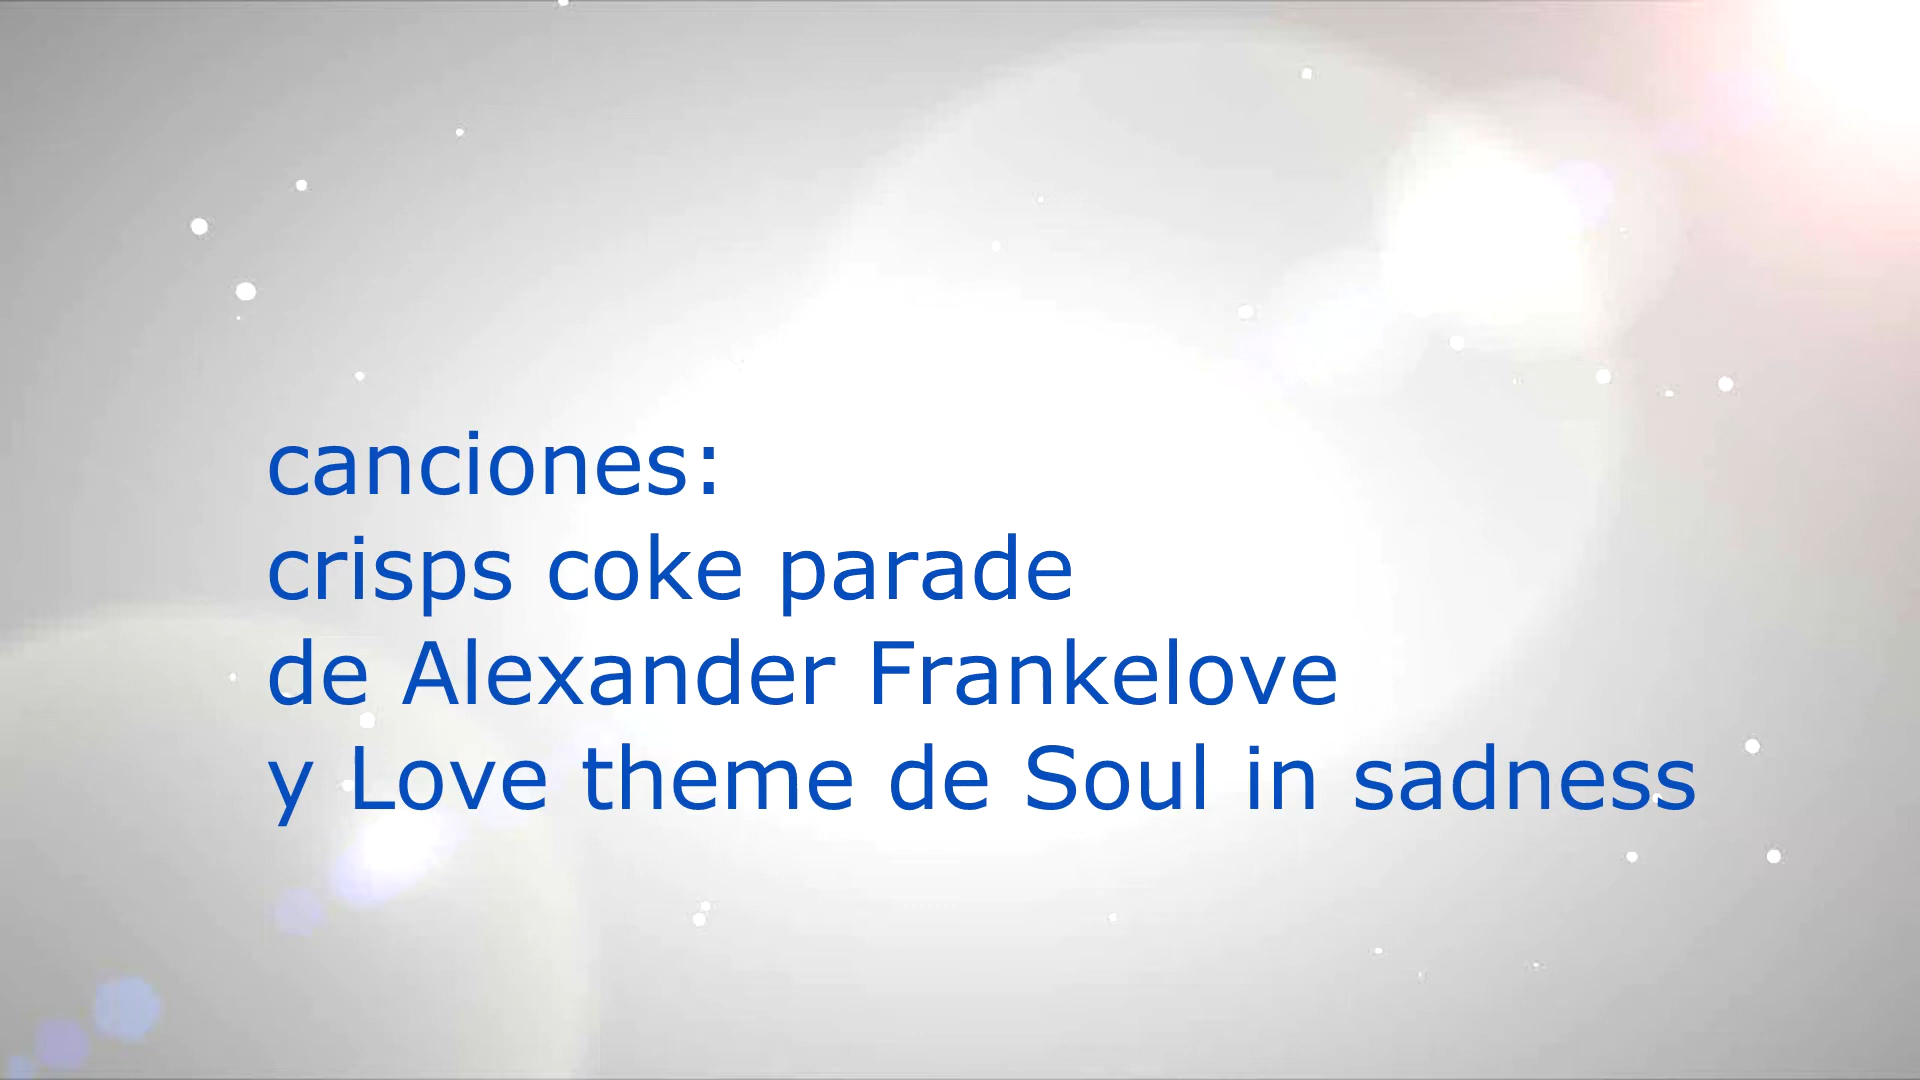 canciones:
crisps coke parade
de Alexander Frankelove
y Love theme de Soul in sadness